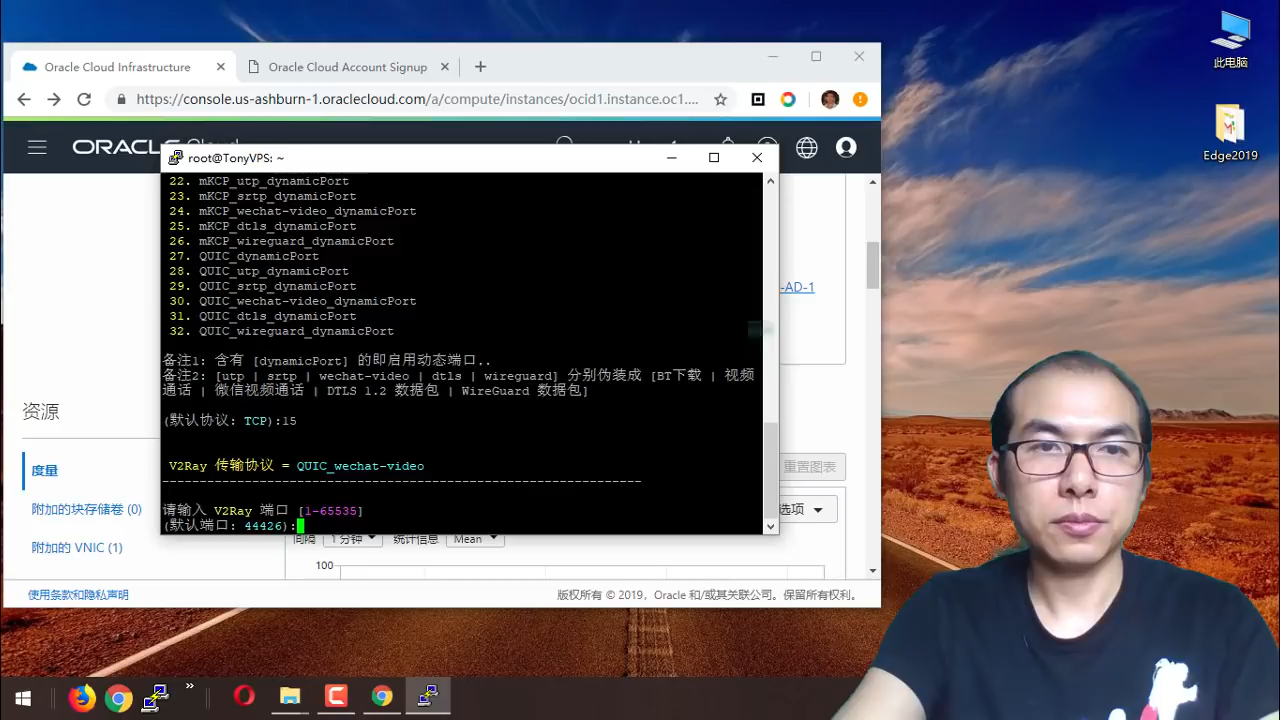 此电脑
Edge2019
Oracle Cloud Infrastructure
Oracle Cloud Account Signup
https://console.us-ashburn-1.oraclecloud.com/a/compute/instances/ocid1.instance.oc1....
ORACLE
root@TonyVPS: ~
22. mKCP_utp_dynamicPort
23. mKCP_srtp_dynamicPort
24. mKCP_wechat-video_dynamicPort
25. mKCP_dtls_dynamicPort
26. mKCP_wireguard_dynamicPort
27. QUIC_dynamicPort
28. QUIC_utp_dynamicPort
29. QUIC_srtp_dynamicPort
30. QUIC_wechat-video_dynamicPort
31. QUIC_dtls_dynamicPort
32. QUIC_wireguard_dynamicPort
备注1: 含有 [dynamicPort] 的即启用动态端口..
备注2: [utp | srtp | wechat-video | dtls | wireguard] 分别伪装成 [BT下载 | 视频
通话 | 微信视频通话 | DTLS 1.2 数据包 | WireGuard 数据包]
(默认协议: TCP):15
V2Ray 传输协议 = QUIC_wechat-video
----------------------------------------------------------------
请输入 V2Ray 端口 [1-65535]
(默认端口: 44426):
-AD-1
资源
度量
附加的块存储卷 (0)
附加的 VNIC (1)
重置图表
选项
间隔
1 分钟
统计信息
Mean
100
使用条款和隐私声明
版权所有 © 2019，Oracle 和/或其关联公司。保留所有权利。